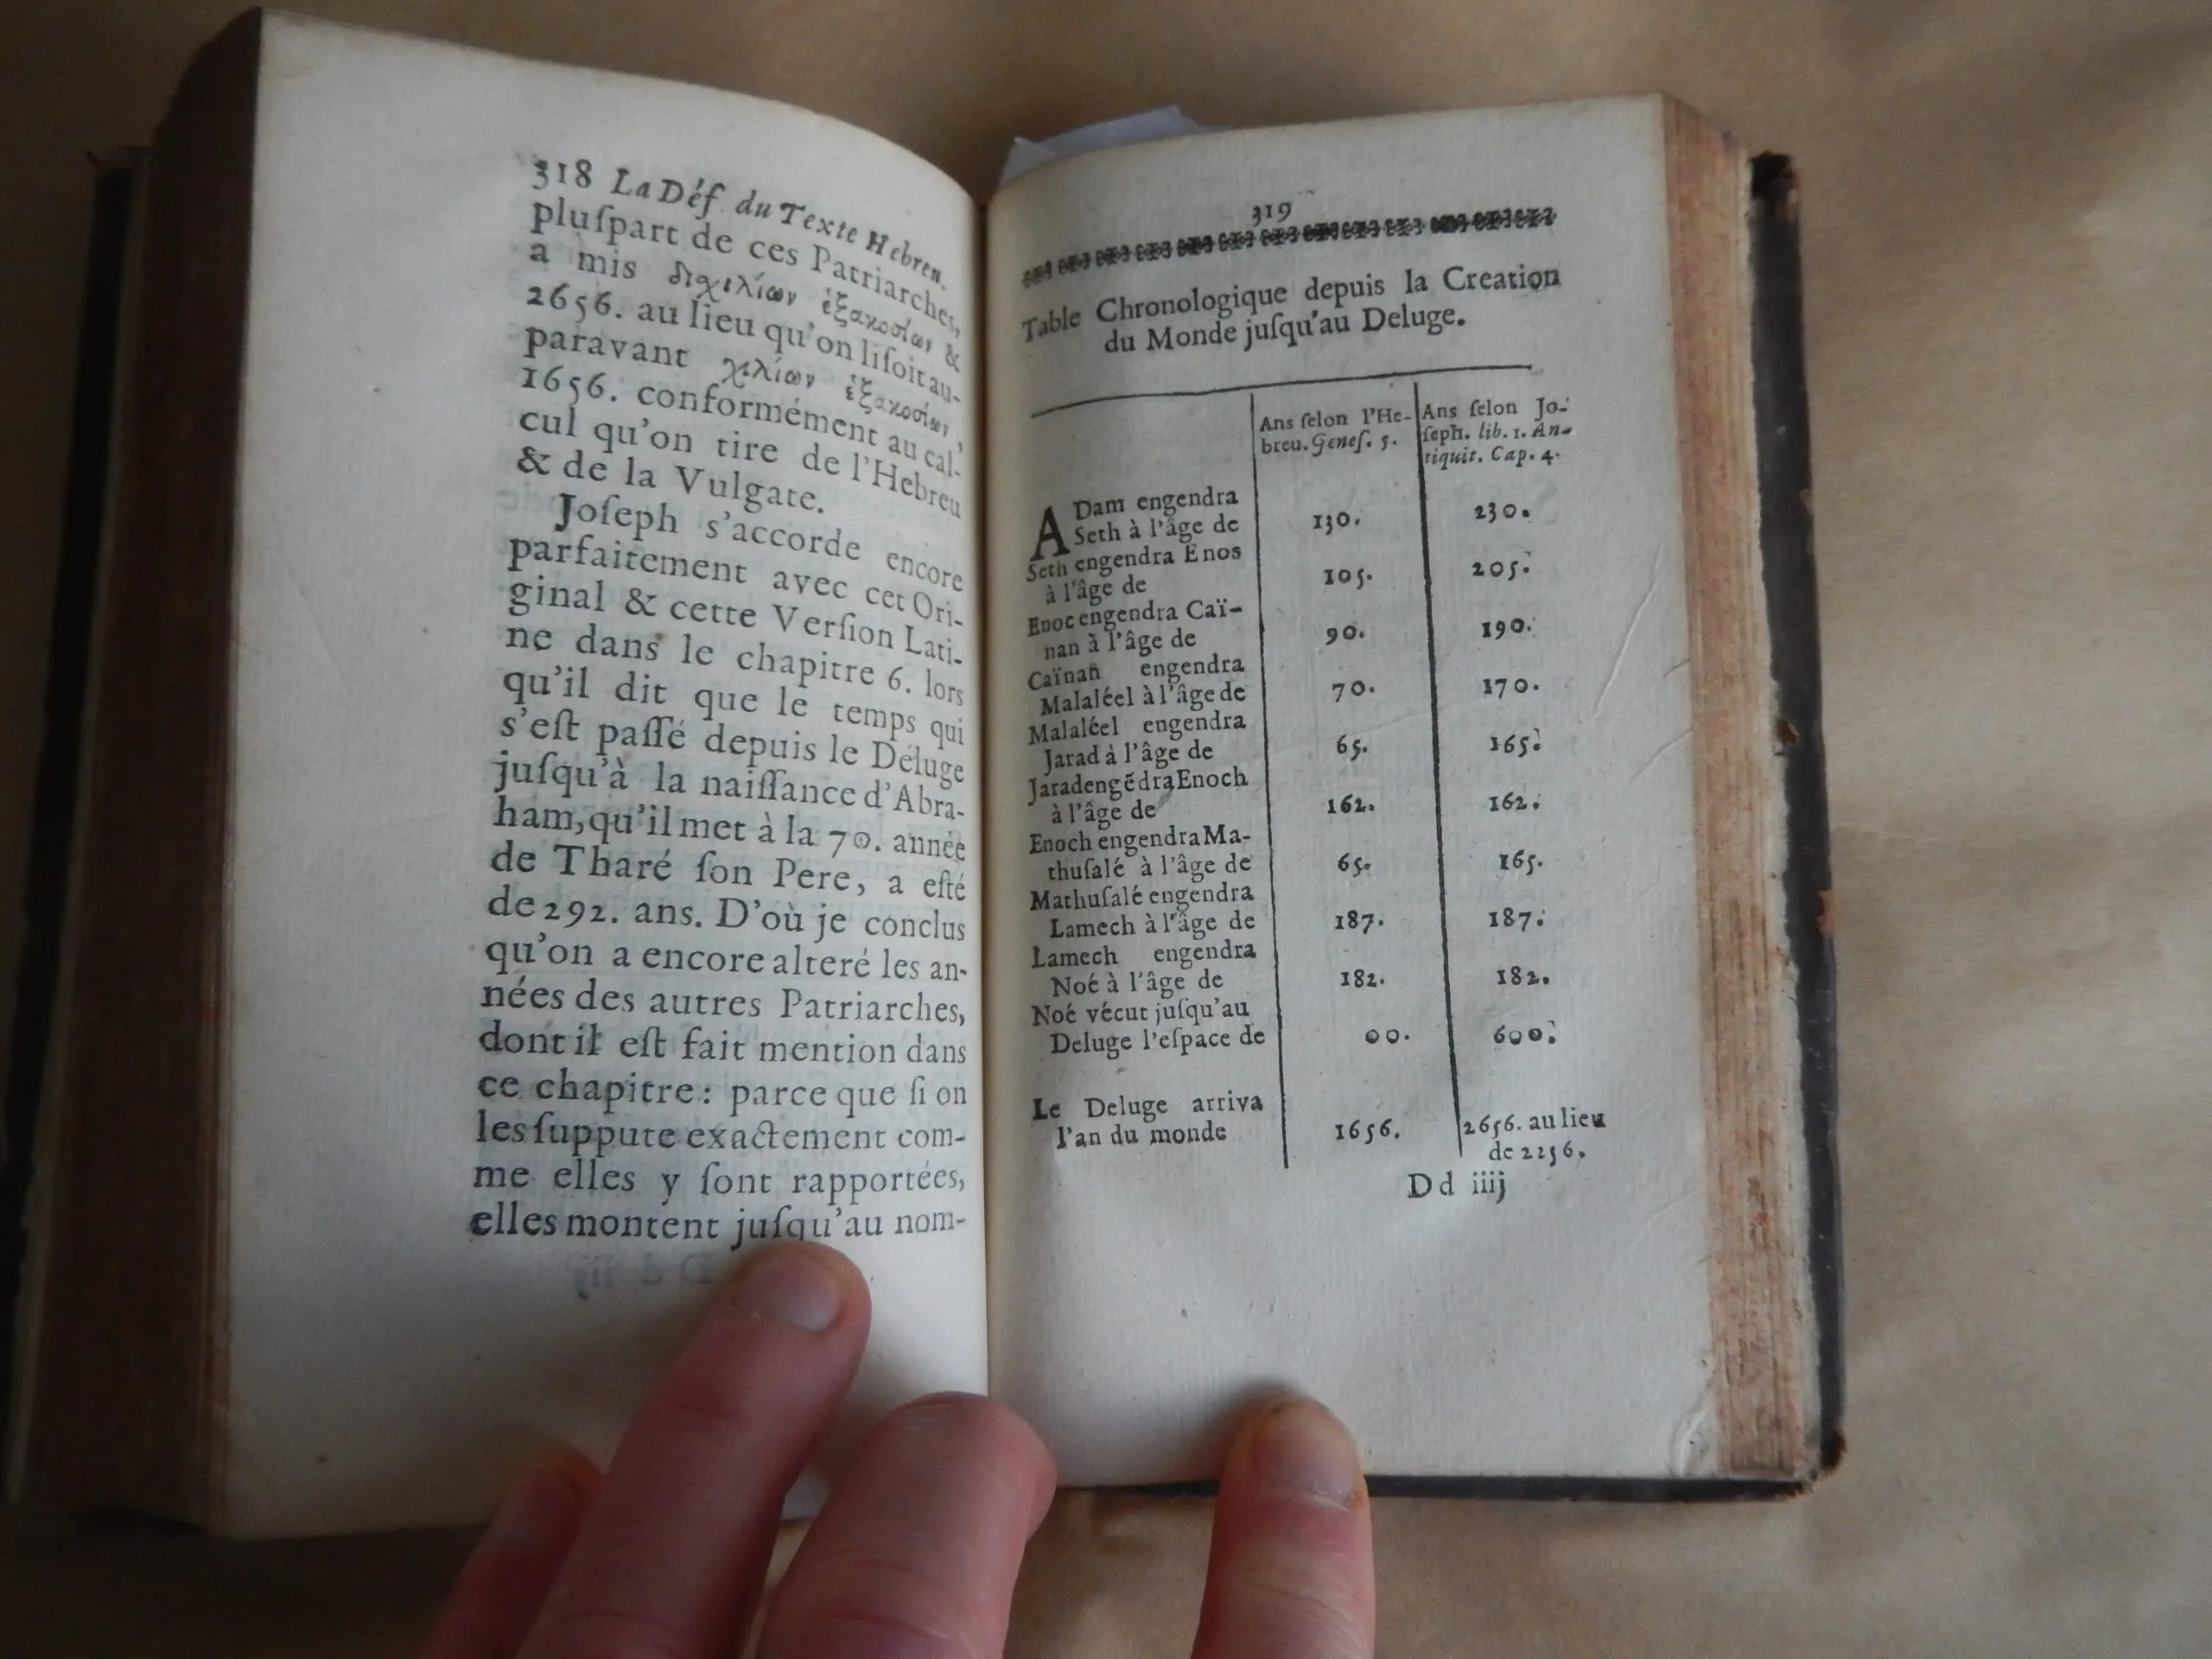 318 La Déf. du Texte Hebreu.
pluſpart de ces Patriarches,
a mis διχιλίων ἑξακοσίων &
2656. au lieu qu'on liſoit au-
paravant χιλίων ἑξακοσίων,
1656. conformément au cal-
cul qu'on tire de l'Hebreu
& de la Vulgate.
Joſeph s'accorde encore
parfaitement avec cet Ori-
ginal & cette Verſion Lati-
ne dans le chapitre 6. lors
qu'il dit que le temps qui
s'eſt paſſé depuis le Déluge
juſqu'à la naiſſance d'Abra-
ham, qu'il met à la 70. année
de Tharé ſon Pere, a eſté
de 292. ans. D'où je conclus
qu'on a encore alteré les an-
nées des autres Patriarches,
dont il eſt fait mention dans
ce chapitre: parce que ſi on
les ſuppute exactement com-
me elles y ſont rapportées,
elles montent juſqu'au nom-
319
Table Chronologique depuis la Creation
du Monde juſqu'au Deluge.
Ans ſelon l'He-
breu. Geneſ. 5.
Ans ſelon Jo-
ſeph. lib. 1. An-
tiquit. Cap. 4.
ADam engendra
Seth à l'âge de 130. 230.
Seth engendra Enos
à l'âge de 105. 205.
Enoc engendra Caï-
nan à l'âge de 90. 190.
Caïnan engendra
Malaléel à l'âge de 70. 170.
Malaléel engendra
Jarad à l'âge de 65. 165.
Jarad engẽdra Enoch
à l'âge de 162. 162.
Enoch engendra Ma-
thuſalé à l'âge de 65. 165.
Mathuſalé engendra
Lamech à l'âge de 187. 187.
Lamech engendra
Noé à l'âge de 182. 182.
Noé vécut juſqu'au
Deluge l'eſpace de 00. 600.
Le Deluge arriva
l'an du monde 1656. 2656. au lieu
de 2256.
Dd iiij